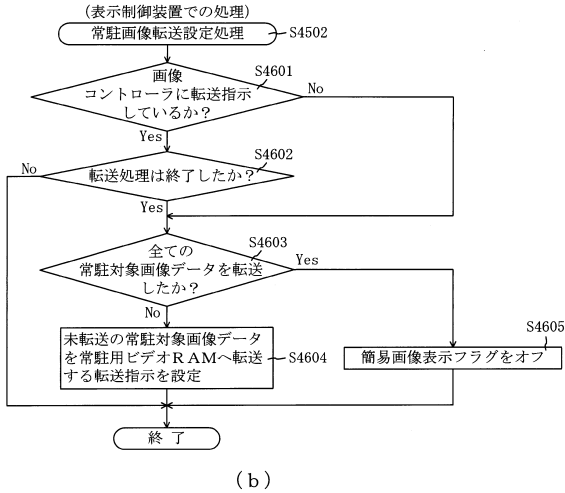 (表示制御装置での処理)
常駐画像転送設定処理
S4502
画像
コントローラに転送指示
しているか?
S4601
No
Yes
転送処理は終了したか?
S4602
No
Yes
全ての
常駐対象画像データを転送
したか?
S4603
Yes
No
未転送の常駐対象画像データ
を常駐用ビデオRAMへ転送
する転送指示を設定
S4604
簡易画像表示フラグをオフ
S4605
終了
(b)